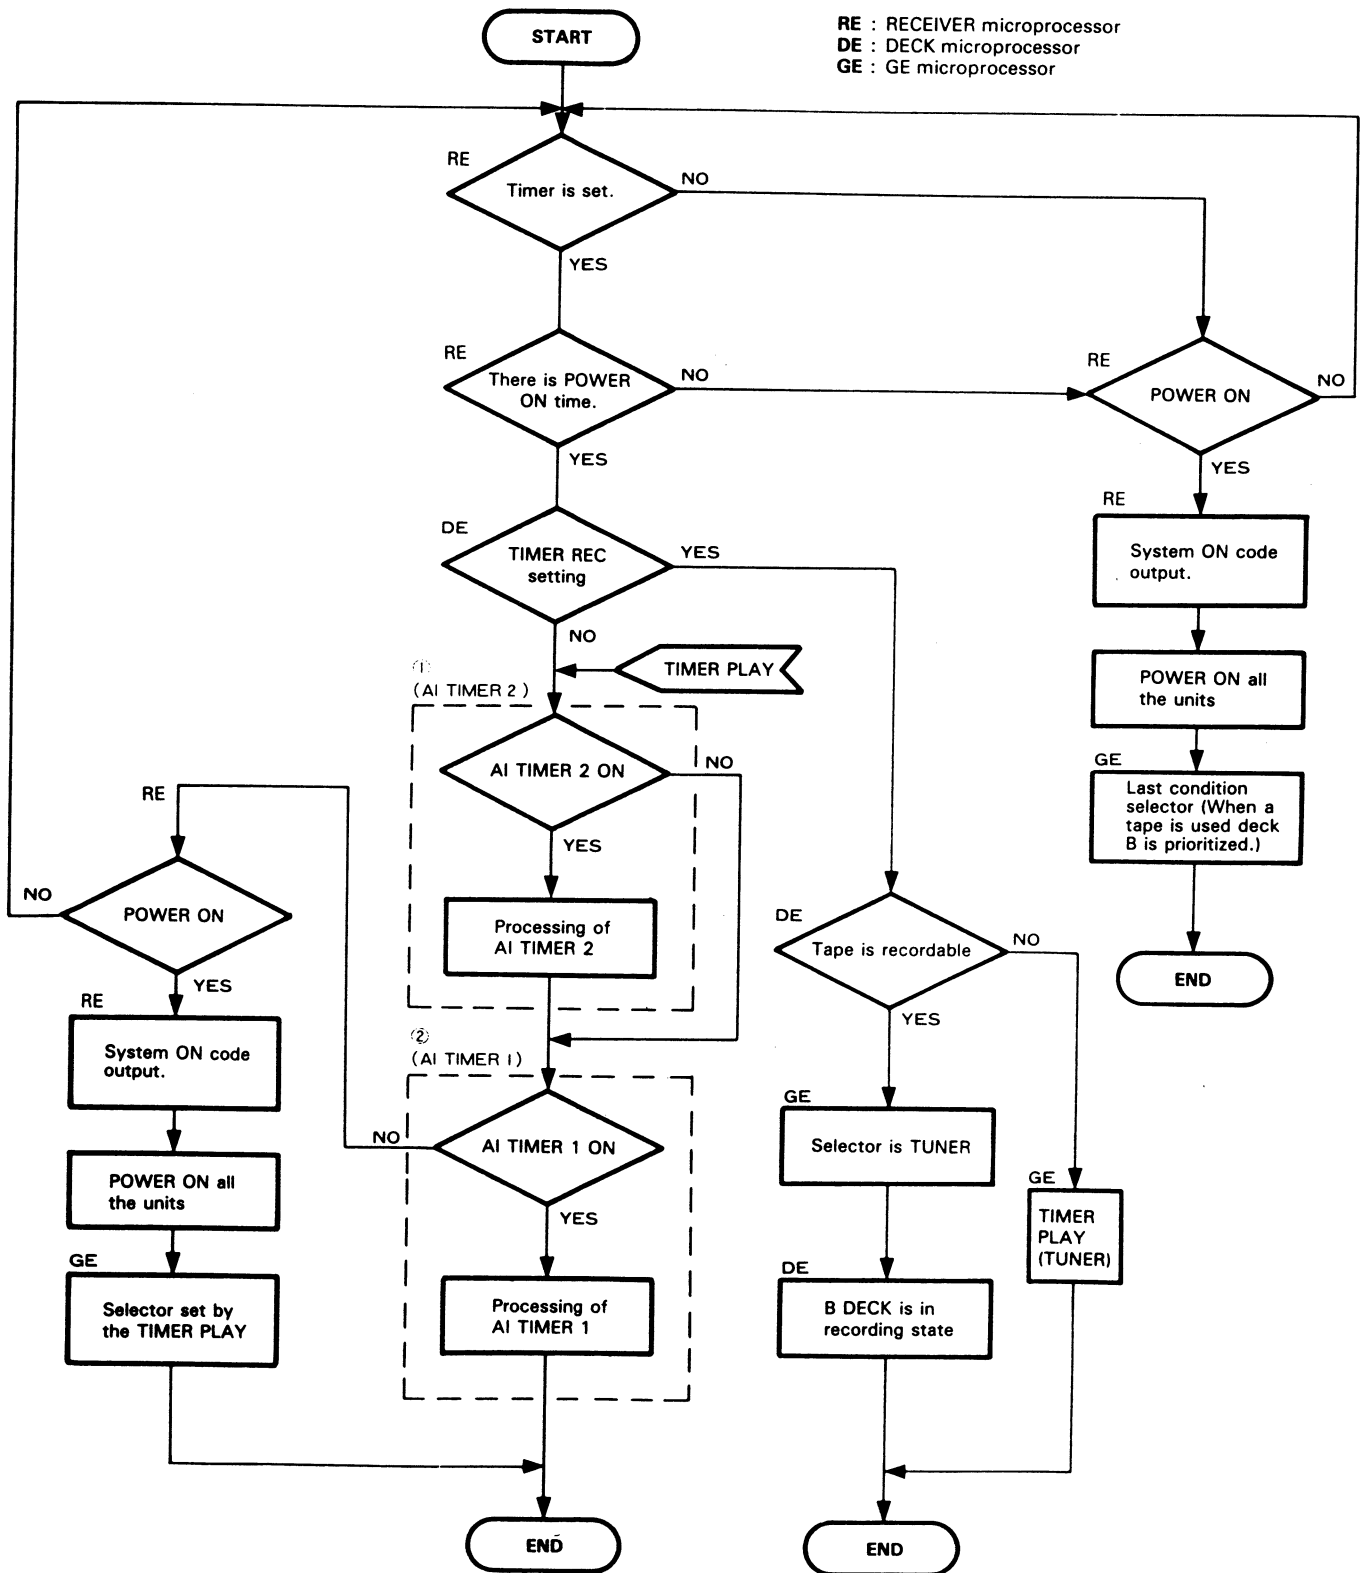 START
RE : RECEIVER microprocessor
DE : DECK microprocessor
GE : GE microprocessor
RE
Timer is set.
NO
YES
RE
There is POWER
ON time.
NO
YES
RE
POWER ON
NO
YES
RE
System ON code
output.
POWER ON all
the units
GE
Last condition
selector (When a
tape is used deck
B is prioritized.)
END
DE
TIMER REC
setting
YES
NO
TIMER PLAY
①
(AI TIMER 2)
AI TIMER 2 ON
NO
YES
Processing of
AI TIMER 2
②
(AI TIMER 1)
AI TIMER 1 ON
NO
YES
Processing of
AI TIMER 1
END
RE
POWER ON
NO
YES
RE
System ON code
output.
POWER ON all
the units
GE
Selector set by
the TIMER PLAY
DE
Tape is recordable
NO
YES
GE
Selector is TUNER
DE
B DECK is in
recording state
GE
TIMER
PLAY
(TUNER)
END